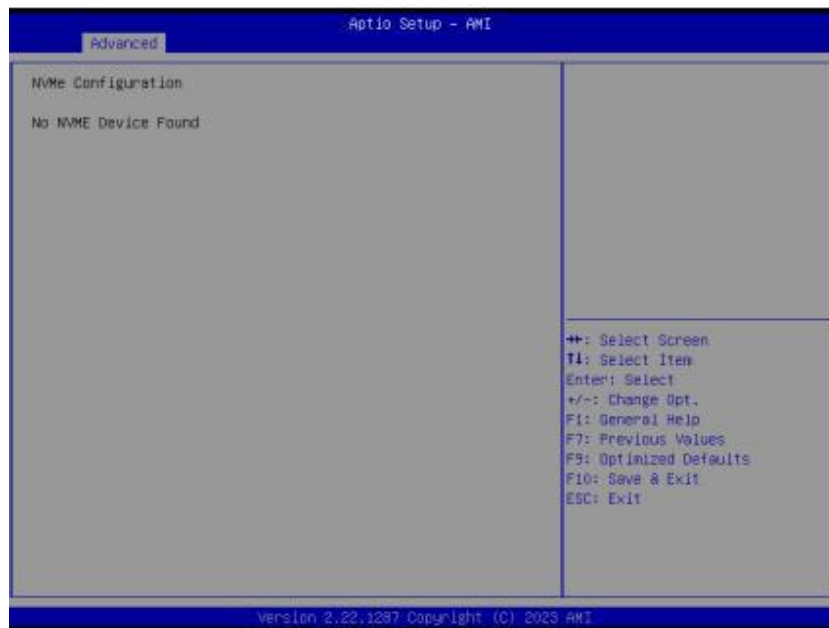 Aptio Setup - AMI
Advanced
NVMe Configuration
No NVME Device Found
→←: Select Screen
↑↓: Select Item
Enter: Select
+/-: Change Opt.
F1: General Help
F7: Previous Values
F9: Optimized Defaults
F10: Save & Exit
ESC: Exit
Version 2.22.1287 Copyright (C) 2023 AMI